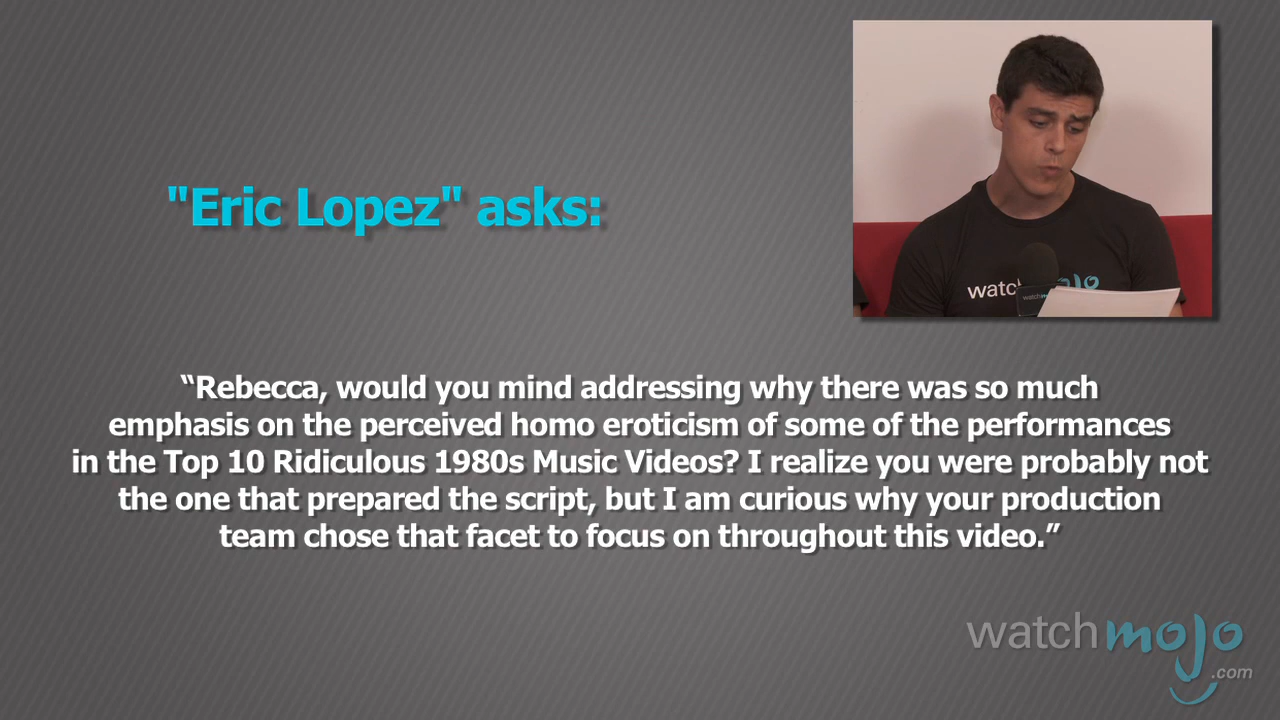 "Eric Lopez" asks:
watchmojo
watchm
“Rebecca, would you mind addressing why there was so much
emphasis on the perceived homo eroticism of some of the performances
in the Top 10 Ridiculous 1980s Music Videos? I realize you were probably not
the one that prepared the script, but I am curious why your production
team chose that facet to focus on throughout this video.”
watchmojo
.com